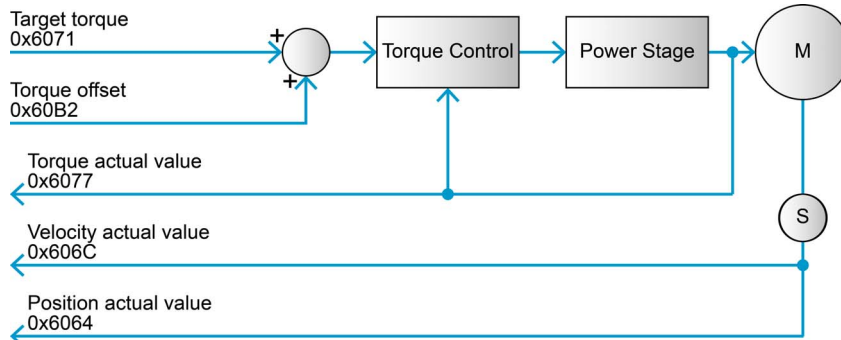 Target torque
0x6071
+
+
Torque Control
Power Stage
M
Torque offset
0x60B2
Torque actual value
0x6077
S
Velocity actual value
0x606C
Position actual value
0x6064